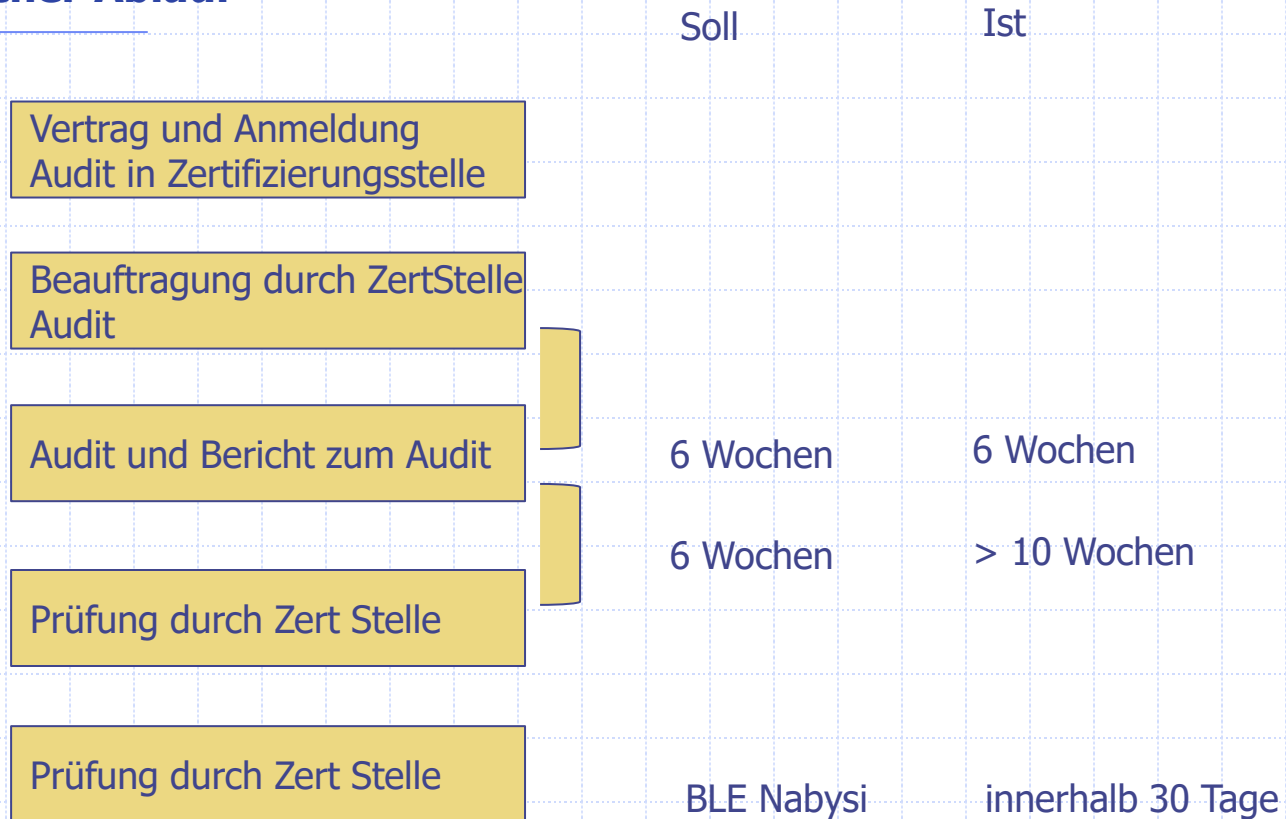 Ablauf
Soll
Ist
Vertrag und Anmeldung
Audit in Zertifizierungsstelle
Beauftragung durch ZertStelle
Audit
Audit und Bericht zum Audit
6 Wochen
6 Wochen
6 Wochen
> 10 Wochen
Prüfung durch Zert Stelle
Prüfung durch Zert Stelle
BLE Nabysi
innerhalb 30 Tage